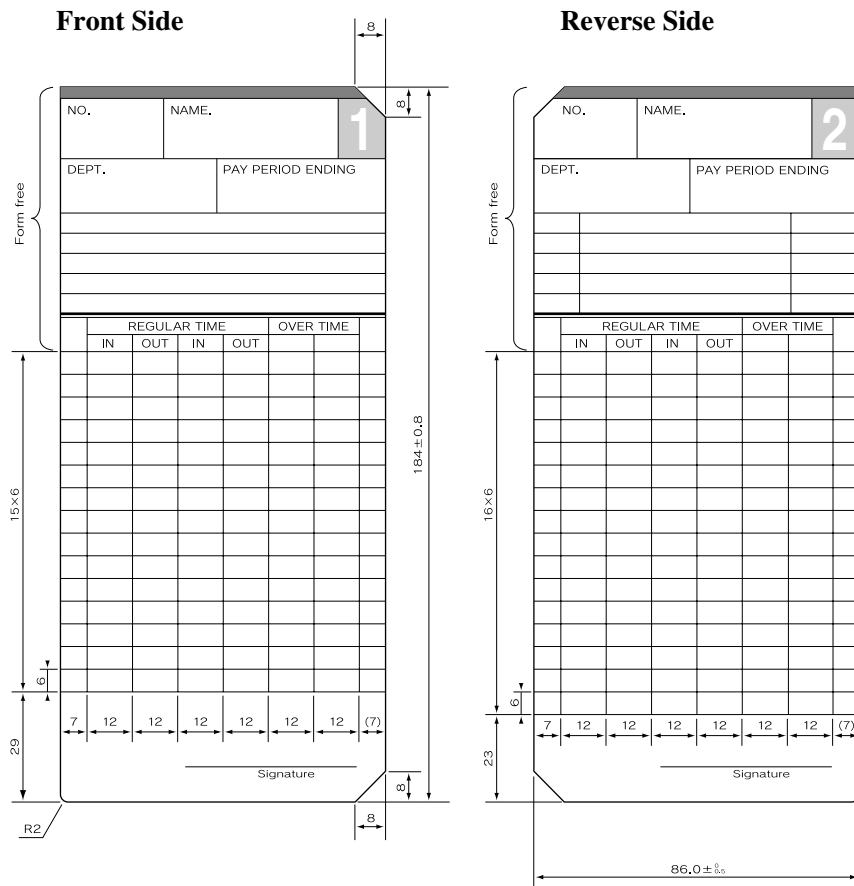 Front Side
Reverse Side
8
8
NO.
NAME.
1
DEPT.
PAY PERIOD ENDING
Form free
REGULAR TIME
OVER TIME
IN
OUT
IN
OUT
184±0.8
15×6
6
29
7
12
12
12
12
12
12
(7)
Signature
8
8
R2
NO.
NAME.
2
DEPT.
PAY PERIOD ENDING
Form free
REGULAR TIME
OVER TIME
IN
OUT
IN
OUT
16×6
6
23
7
12
12
12
12
12
12
(7)
Signature
86.0± 0 0.5